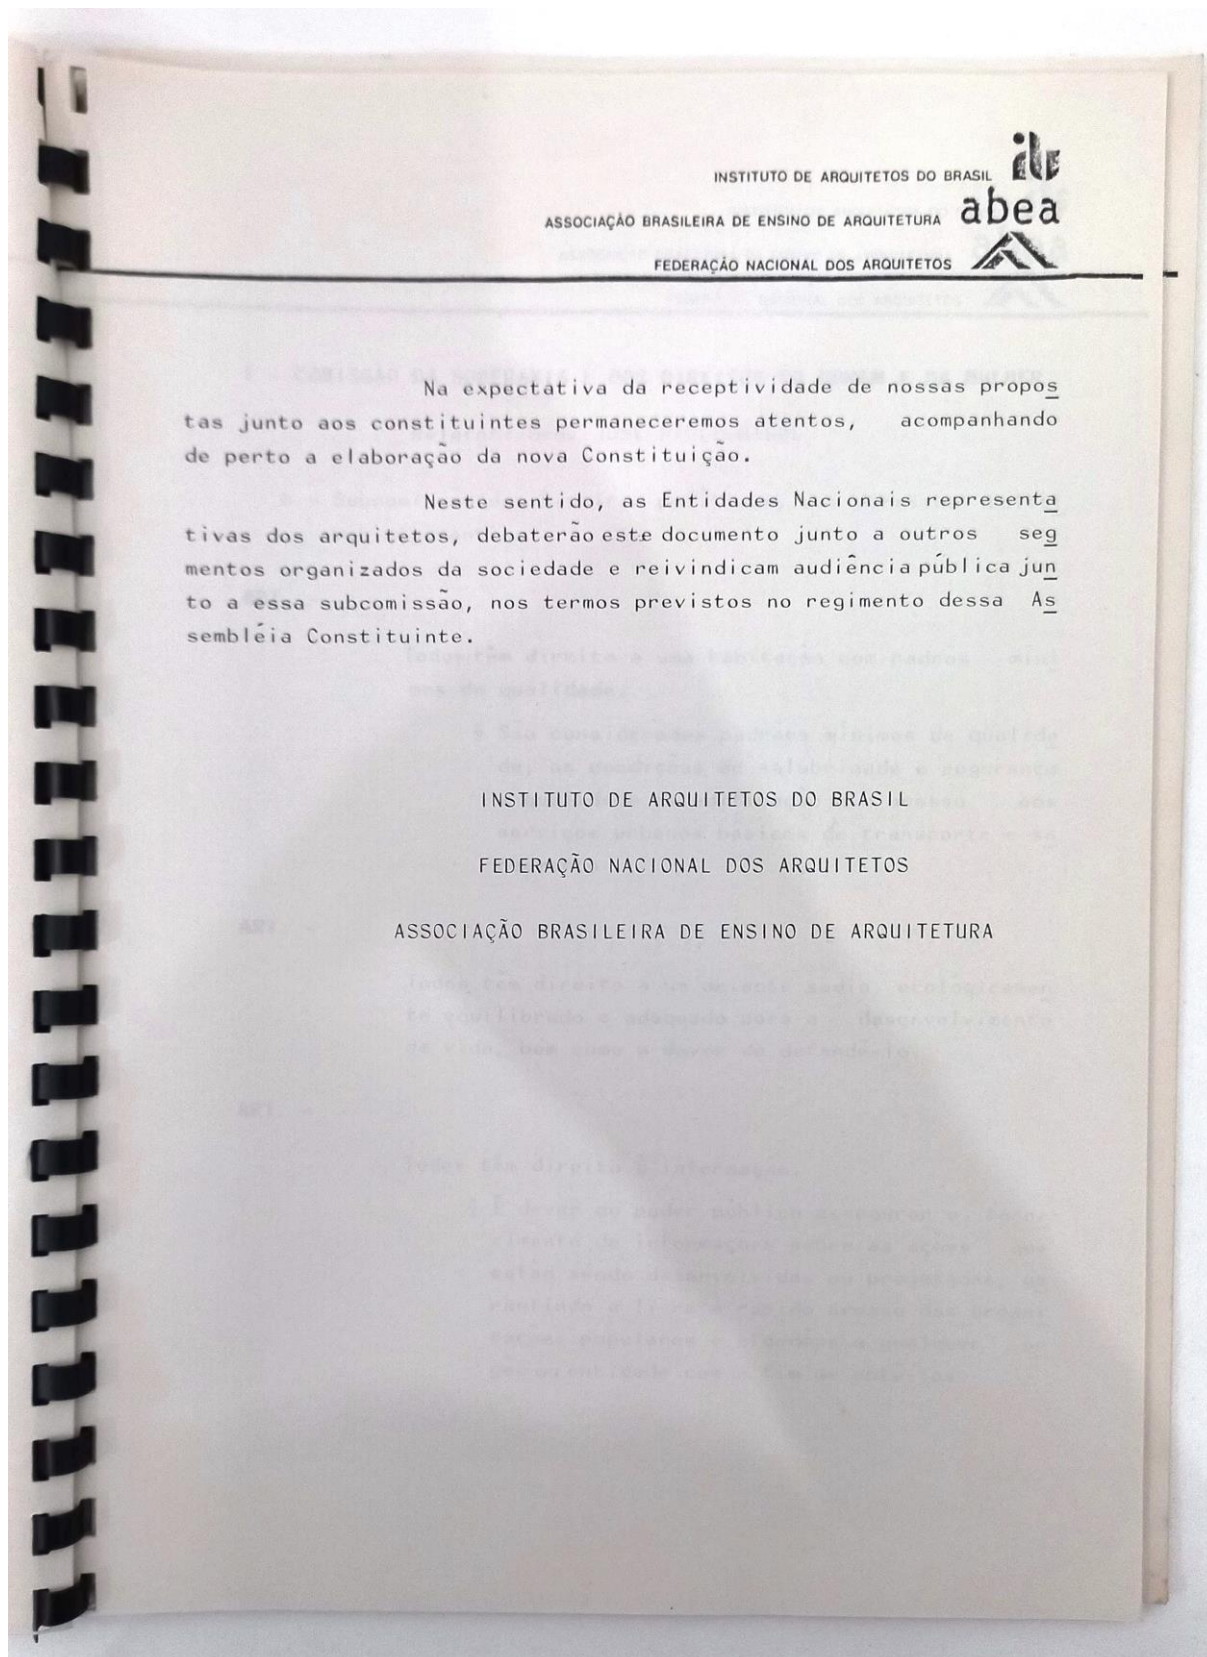 INSTITUTO DE ARQUITETOS DO BRASIL
ASSOCIAÇÃO BRASILEIRA DE ENSINO DE ARQUITETURA abea
FEDERAÇÃO NACIONAL DOS ARQUITETOS
Na expectativa da receptividade de nossas propos
tas junto aos constituintes permaneceremos atentos, acompanhando
de perto a elaboração da nova Constituição.
Neste sentido, as Entidades Nacionais representa
tivas dos arquitetos, debaterão este documento junto a outros seg
mentos organizados da sociedade e reivindicam audiência pública jun
to a essa subcomissão, nos termos previstos no regimento dessa As
sembléia Constituinte.
INSTITUTO DE ARQUITETOS DO BRASIL
FEDERAÇÃO NACIONAL DOS ARQUITETOS
ASSOCIAÇÃO BRASILEIRA DE ENSINO DE ARQUITETURA